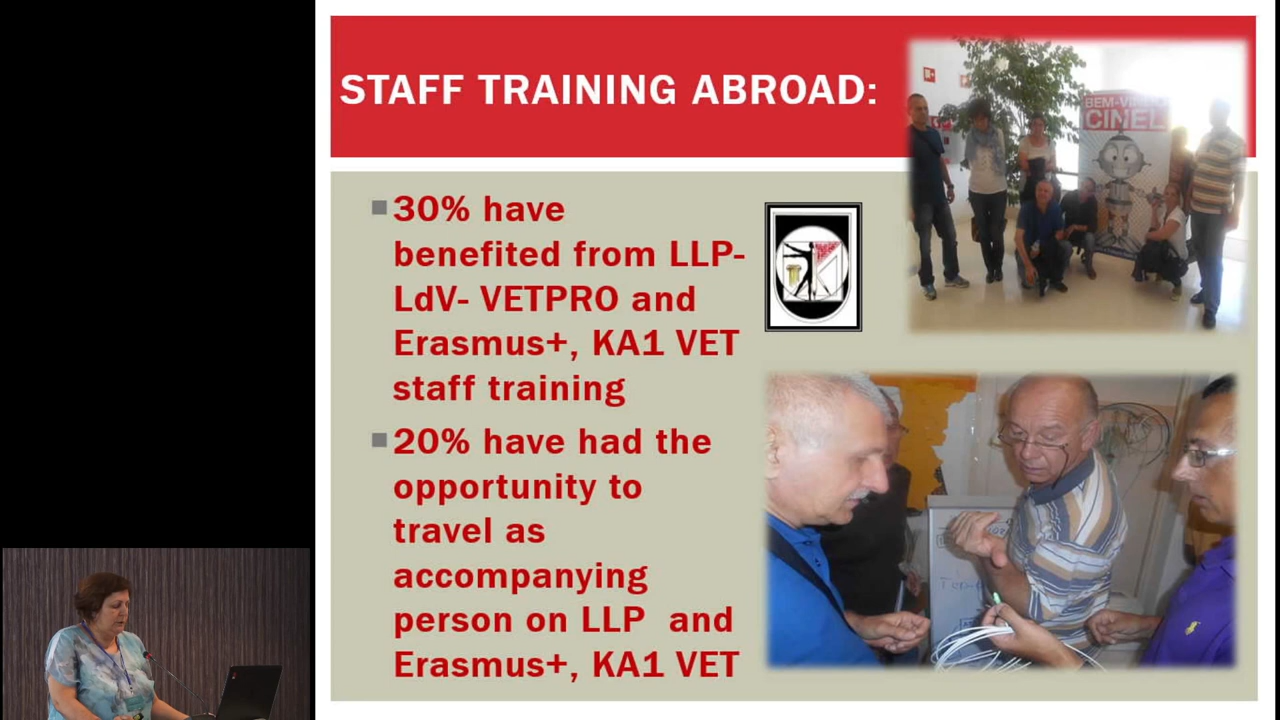 STAFF TRAINING ABROAD:
30% have
benefited from LLP-
LdV- VETPRO and
Erasmus+, KA1 VET
staff training
20% have had the
opportunity to
travel as
accompanying
person on LLP and
Erasmus+, KA1 VET
CINEL